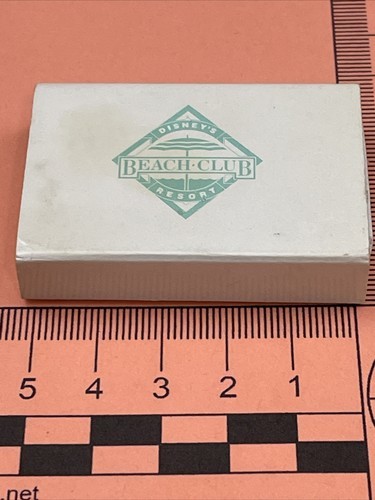 DISNEY'S
BEACH·CLUB
RESORT
5 4 3 2 1
.net